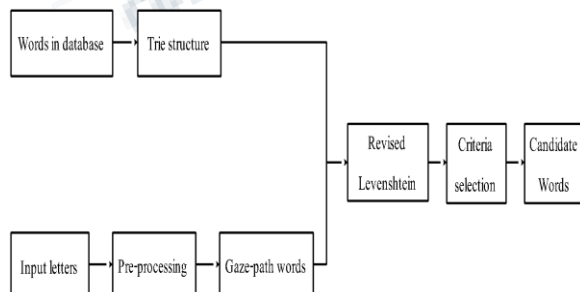 Words in database
Trie structure
Revised
Levenshtein
Criteria
selection
Candidate
Words
Input letters
Pre-processing
Gaze-path words